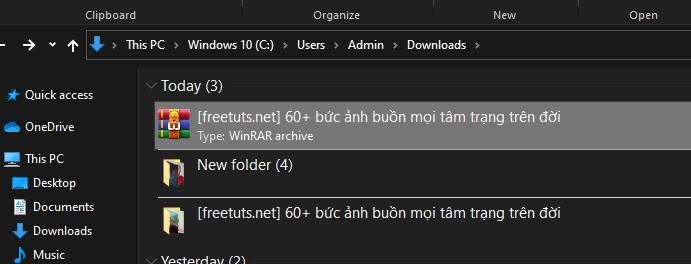 Clipboard Organize New Open
This PC > Windows 10 (C:) > Users > Admin > Downloads >
Quick access
OneDrive
This PC
Desktop
Documents
Downloads
Music
Today (3)
[freetuts.net] 60+ bức ảnh buồn mọi tâm trạng trên đời
Type: WinRAR archive
New folder (4)
[freetuts.net] 60+ bức ảnh buồn mọi tâm trạng trên đời
Yesterday (2)